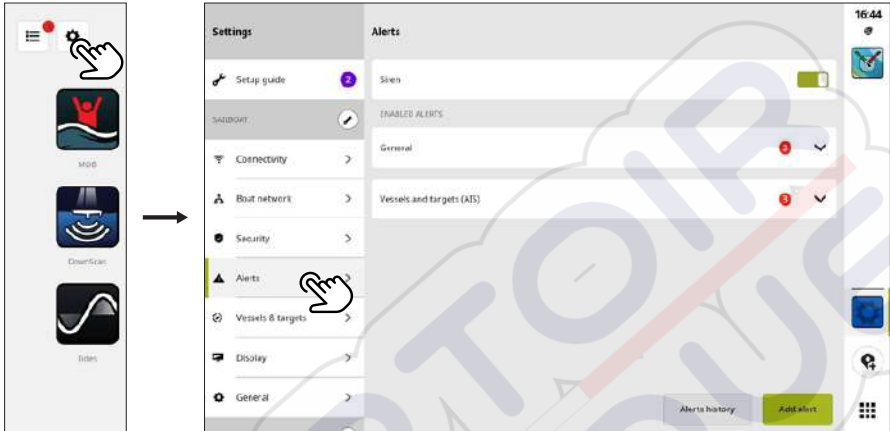 MOB
DownScan
Tides
Settings
Setup guide
2
SAILBOAT
Connectivity
Boat network
Security
Alerts
Vessels & targets
Display
General
Alerts
Siren
ENABLED ALERTS
General
3
Vessels and targets (AIS)
3
Alerts history
Add alert
16:44